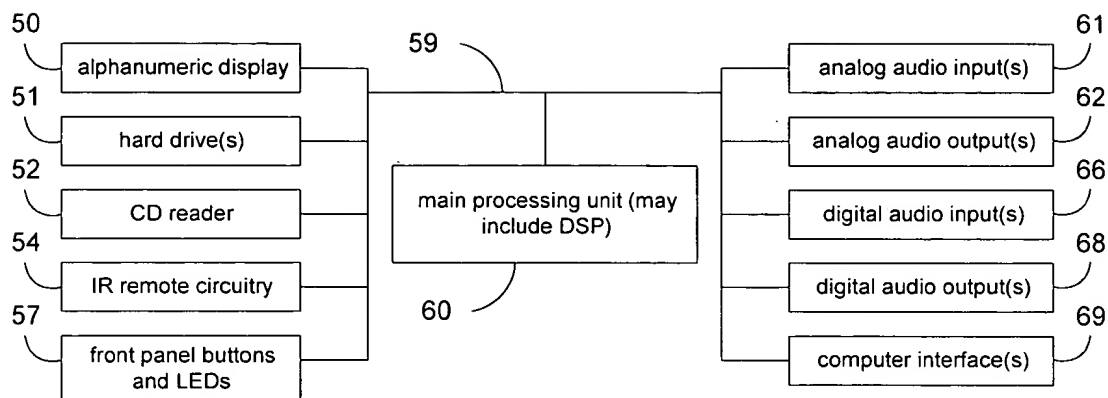 50
alphanumeric display
51
hard drive(s)
52
CD reader
54
IR remote circuitry
57
front panel buttons
and LEDs
59
main processing unit (may
include DSP)
60
61
analog audio input(s)
62
analog audio output(s)
66
digital audio input(s)
68
digital audio output(s)
69
computer interface(s)